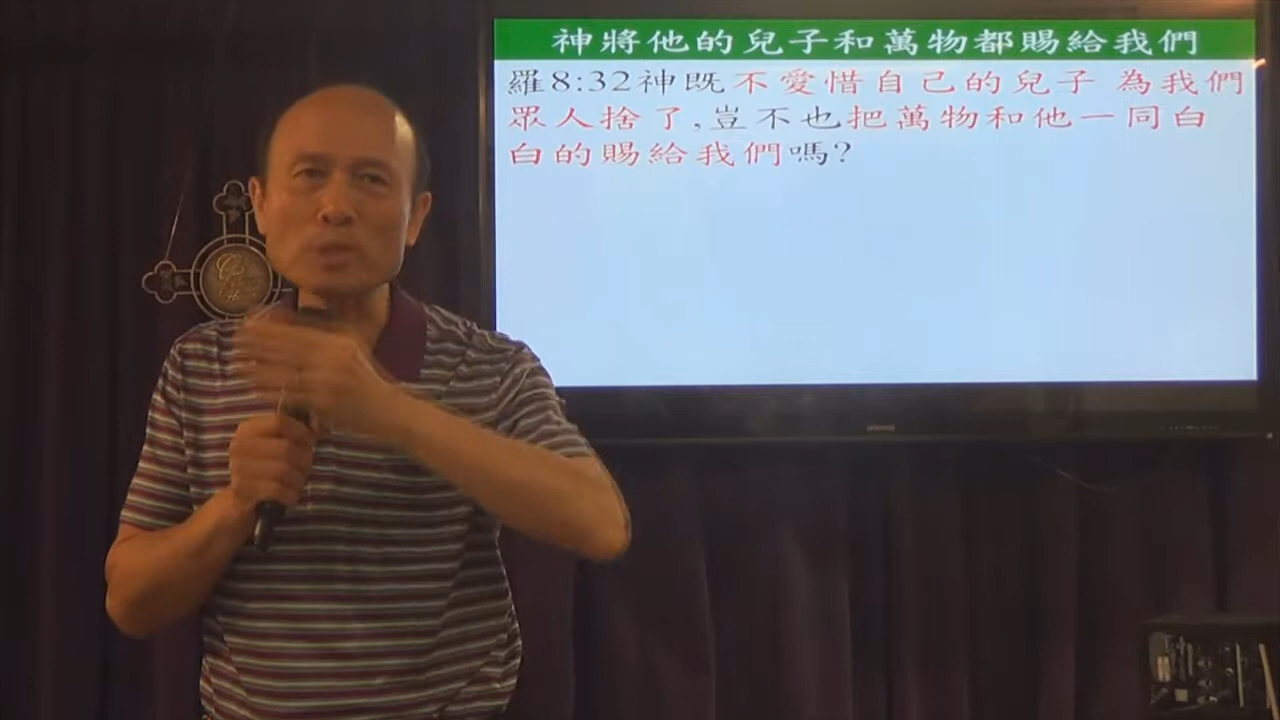 神將他的兒子和萬物都賜給我們
羅8:32神既不愛惜自己的兒子 為我們
眾人捨了,豈不也把萬物和他一同白
白的賜給我們嗎?